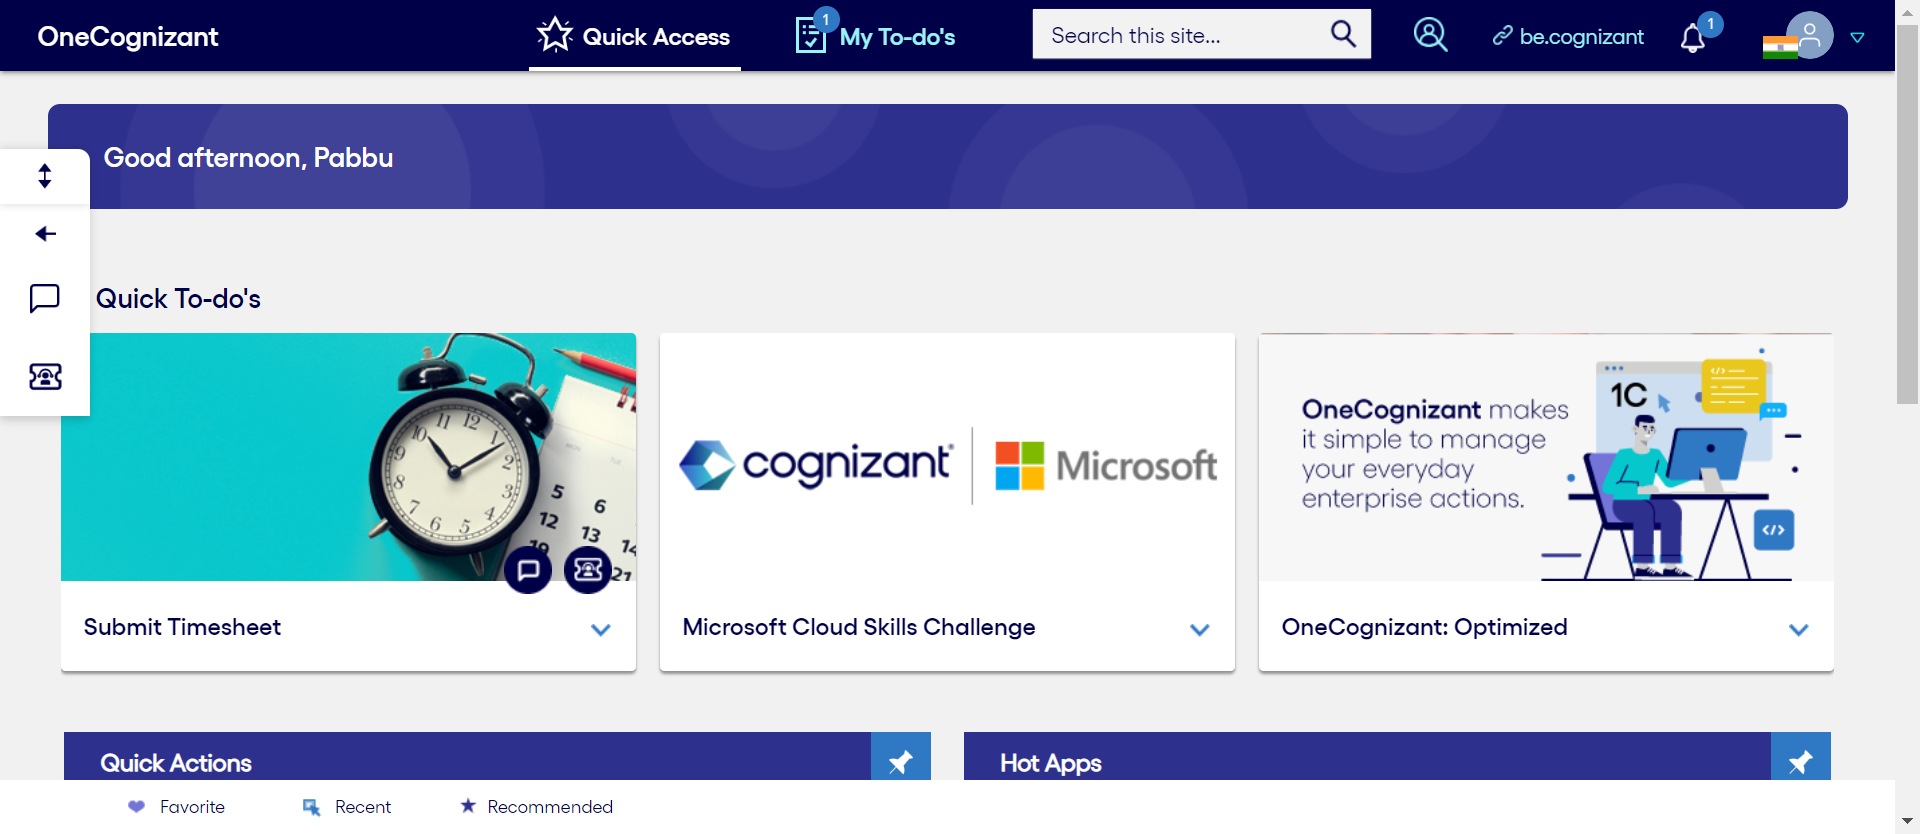 OneCognizant
Quick Access
1
My To-do's
Search this site...
be.cognizant
1
Good afternoon, Pabbu
Quick To-do's
10 11 12 1
9 2
8
7 6 5 4
5 6
12 13 14
19 21
cognizant
Microsoft
OneCognizant makes
it simple to manage
your everyday
enterprise actions.
1C
</>
</>
Submit Timesheet
Microsoft Cloud Skills Challenge
OneCognizant: Optimized
Quick Actions
Hot Apps
Favorite
Recent
Recommended